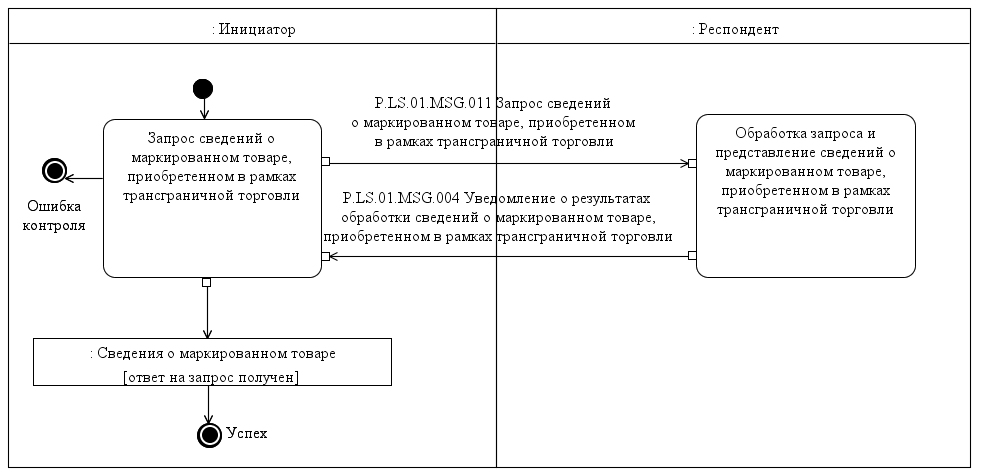 : Инициатор
: Респондент
P.LS.01.MSG.011 Запрос сведений
о маркированном товаре, приобретенном
в рамках трансграничной торговли
Запрос сведений о
маркированном товаре,
приобретенном в рамках
трансграничной торговли
Обработка запроса и
представление сведений о
маркированном товаре,
приобретенном в рамках
трансграничной торговли
Ошибка
контроля
P.LS.01.MSG.004 Уведомление о результатах
обработки сведений о маркированном товаре,
приобретенном в рамках трансграничной торговли
: Сведения о маркированном товаре
[ответ на запрос получен]
Успех